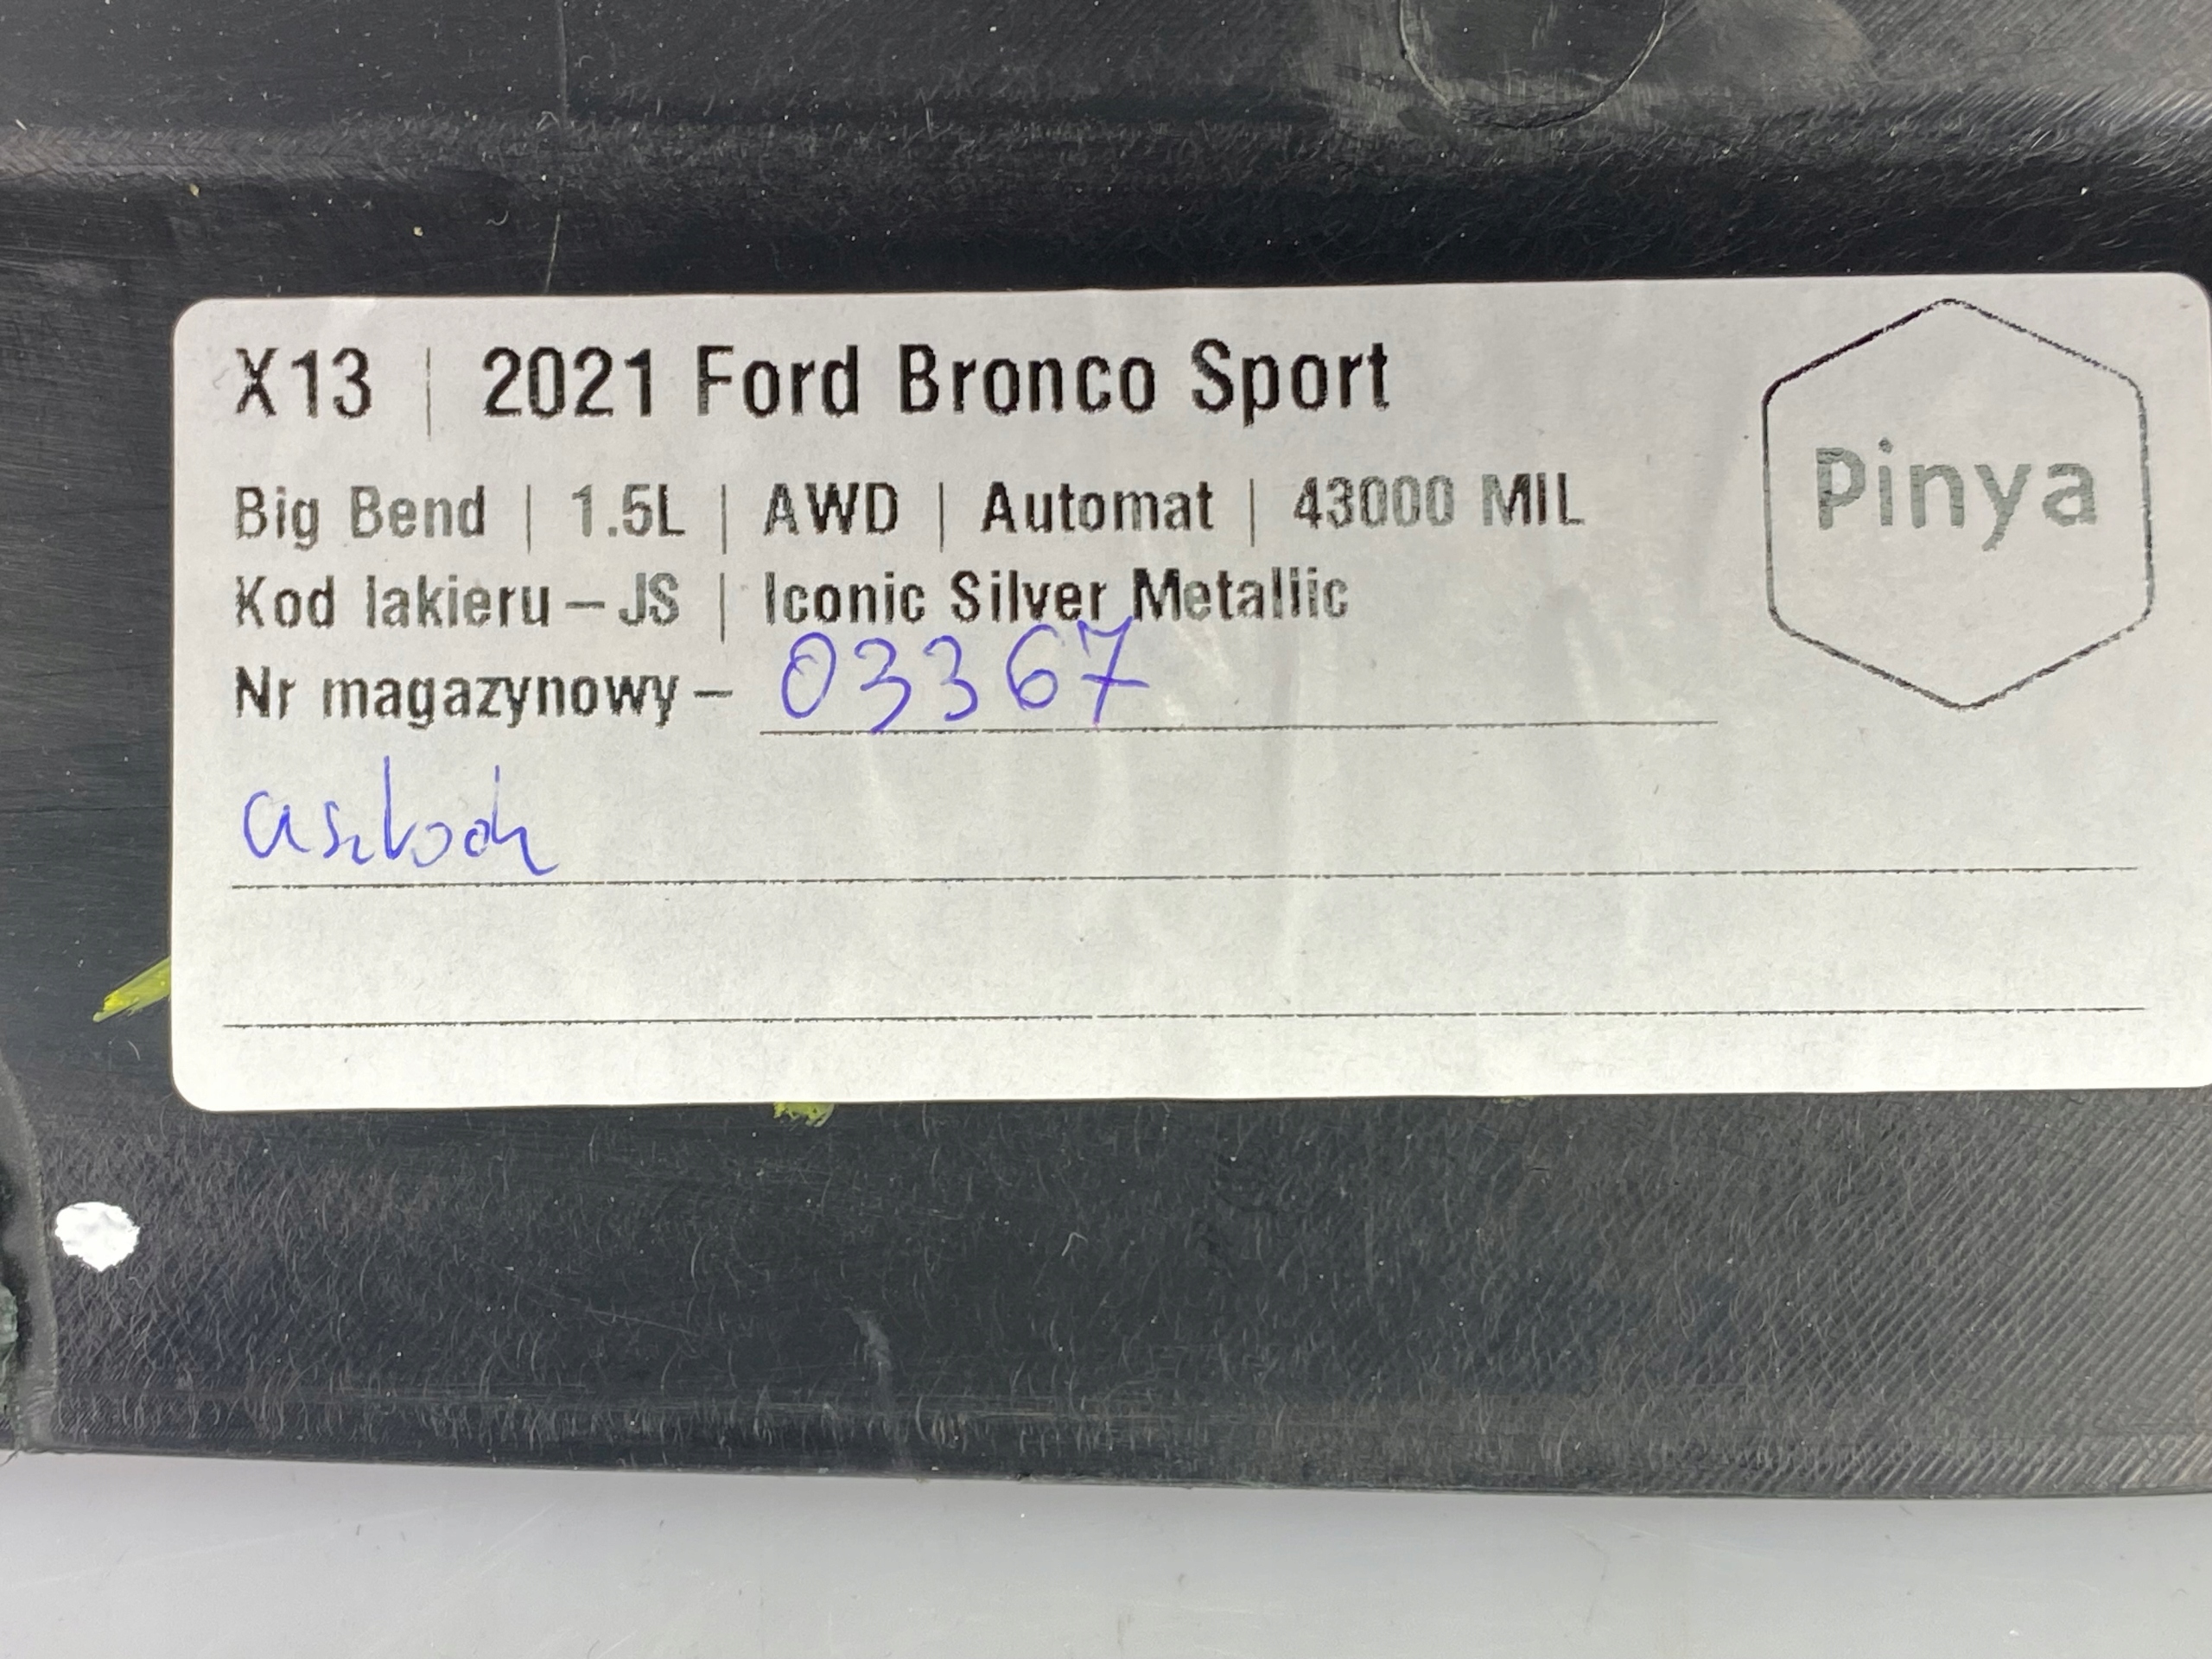 X13 | 2021 Ford Bronco Sport
Pinya
Big Bend | 1.5L | AWD | Automat | 43000 MIL
Kod lakieru – JS | Iconic Silver Metallic
Nr magazynowy – 03367